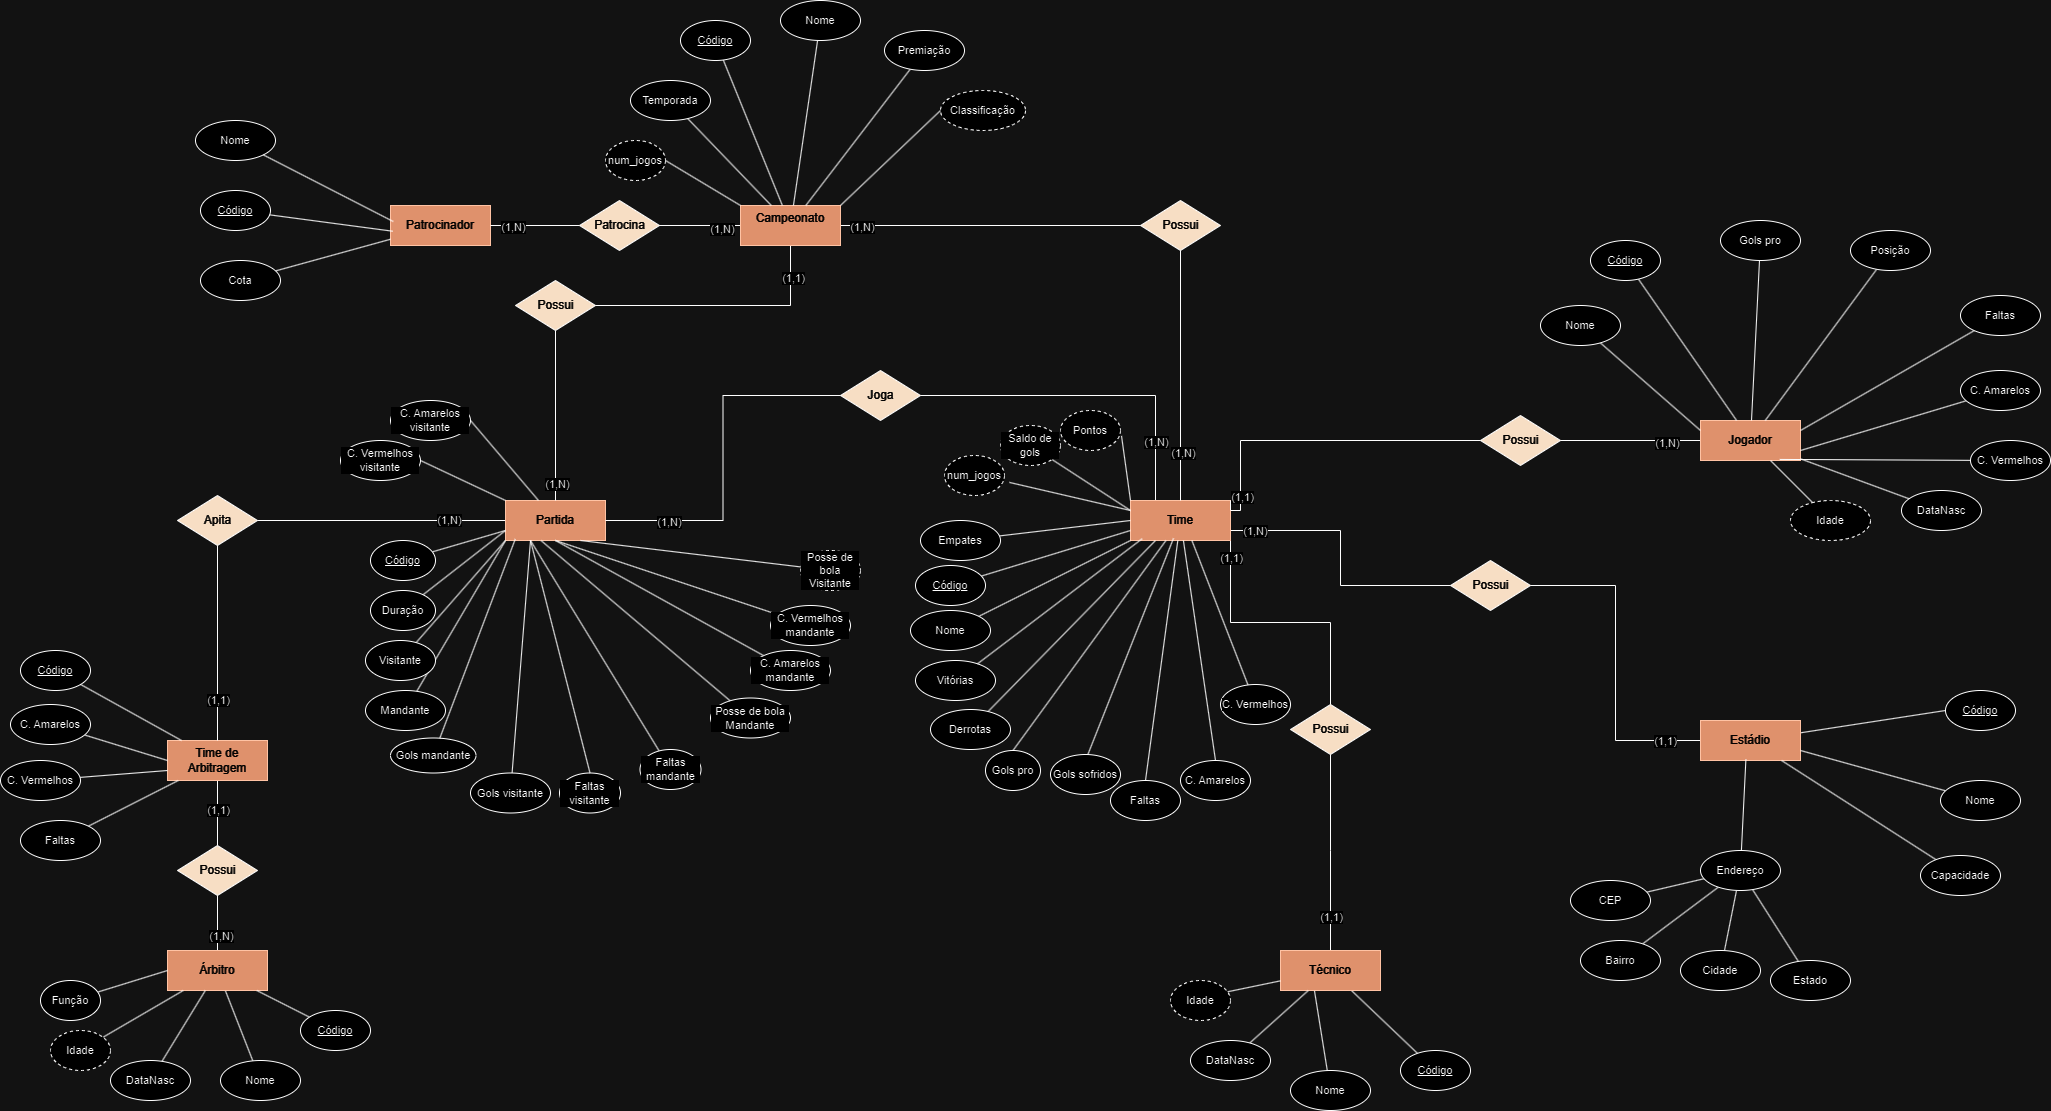 Nome
Código
Premiação
Temporada
Classificação
num_jogos
Nome
Código
Cota
Patrocinador
(1,N)
Patrocina
(1,N)
Campeonato
(1,N)
Possui
(1,1)
Possui
Código
Gols pro
Posição
Nome
Faltas
C. Amarelos
C. Vermelhos
DataNasc
Idade
Jogador
(1,N)
Possui
(1,1)
Joga
(1,N)
(1,N)
C. Amarelos
visitante
C. Vermelhos
visitante
(1,N)
Apita
(1,N)
Partida
(1,N)
Código
Duração
Visitante
Mandante
Gols mandante
Gols visitante
Faltas
visitante
Faltas
mandante
Posse de bola
Mandante
C. Amarelos
mandante
C. Vermelhos
mandante
Posse de
bola
Visitante
Saldo de
gols
Pontos
num_jogos
Time
(1,N)
(1,1)
Empates
Código
Nome
Vitórias
Derrotas
Gols pro
Gols sofridos
Faltas
C. Amarelos
C. Vermelhos
Possui
Possui
(1,1)
Estádio
Código
Nome
Capacidade
Endereço
CEP
Bairro
Cidade
Estado
(1,1)
Técnico
Idade
DataNasc
Nome
Código
(1,1)
Código
C. Amarelos
C. Vermelhos
Faltas
Time de
Arbitragem
(1,1)
Possui
(1,N)
Árbitro
Função
Idade
DataNasc
Nome
Código